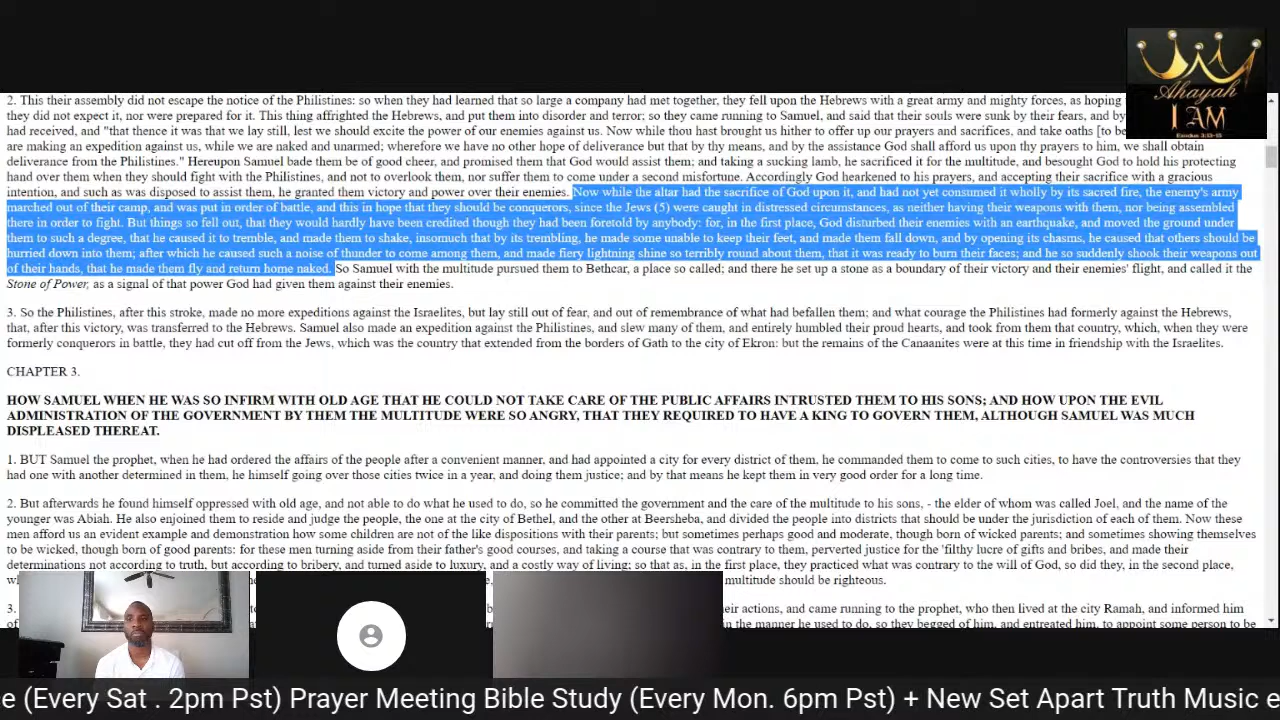 Ahayah
I AM
Exodus 3:13-15
2. This their assembly did not escape the notice of the Philistines: so when they had learned that so large a company had met together, they fell upon the Hebrews with a great army and mighty forces, as hoping
they did not expect it, nor were prepared for it. This thing affrighted the Hebrews, and put them into disorder and terror; so they came running to Samuel, and said that their souls were sunk by their fears, and by
had received, and "that thence it was that we lay still, lest we should excite the power of our enemies against us. Now while thou hast brought us hither to offer up our prayers and sacrifices, and take oaths [to be
are making an expedition against us, while we are naked and unarmed; wherefore we have no other hope of deliverance but that by thy means, and by the assistance God shall afford us upon thy prayers to him, we shall obtain
deliverance from the Philistines." Hereupon Samuel bade them be of good cheer, and promised them that God would assist them; and taking a sucking lamb, he sacrificed it for the multitude, and besought God to hold his protecting
hand over them when they should fight with the Philistines, and not to overlook them, nor suffer them to come under a second misfortune. Accordingly God hearkened to his prayers, and accepting their sacrifice with a gracious
intention, and such as was disposed to assist them, he granted them victory and power over their enemies. Now while the altar had the sacrifice of God upon it, and had not yet consumed it wholly by its sacred fire, the enemy's army
marched out of their camp, and was put in order of battle, and this in hope that they should be conquerors, since the Jews (5) were caught in distressed circumstances, as neither having their weapons with them, nor being assembled
there in order to fight. But things so fell out, that they would hardly have been credited though they had been foretold by anybody: for, in the first place, God disturbed their enemies with an earthquake, and moved the ground under
them to such a degree, that he caused it to tremble, and made them to shake, insomuch that by its trembling, he made some unable to keep their feet, and made them fall down, and by opening its chasms, he caused that others should be
hurried down into them; after which he caused such a noise of thunder to come among them, and made fiery lightning shine so terribly round about them, that it was ready to burn their faces; and he so suddenly shook their weapons out
of their hands, that he made them fly and return home naked. So Samuel with the multitude pursued them to Bethcar, a place so called; and there he set up a stone as a boundary of their victory and their enemies' flight, and called it the
Stone of Power, as a signal of that power God had given them against their enemies.
3. So the Philistines, after this stroke, made no more expeditions against the Israelites, but lay still out of fear, and out of remembrance of what had befallen them; and what courage the Philistines had formerly against the Hebrews,
that, after this victory, was transferred to the Hebrews. Samuel also made an expedition against the Philistines, and slew many of them, and entirely humbled their proud hearts, and took from them that country, which, when they were
formerly conquerors in battle, they had cut off from the Jews, which was the country that extended from the borders of Gath to the city of Ekron: but the remains of the Canaanites were at this time in friendship with the Israelites.
CHAPTER 3.
HOW SAMUEL WHEN HE WAS SO INFIRM WITH OLD AGE THAT HE COULD NOT TAKE CARE OF THE PUBLIC AFFAIRS INTRUSTED THEM TO HIS SONS; AND HOW UPON THE EVIL
ADMINISTRATION OF THE GOVERNMENT BY THEM THE MULTITUDE WERE SO ANGRY, THAT THEY REQUIRED TO HAVE A KING TO GOVERN THEM, ALTHOUGH SAMUEL WAS MUCH
DISPLEASED THEREAT.
1. BUT Samuel the prophet, when he had ordered the affairs of the people after a convenient manner, and had appointed a city for every district of them, he commanded them to come to such cities, to have the controversies that they
had one with another determined in them, he himself going over those cities twice in a year, and doing them justice; and by that means he kept them in very good order for a long time.
2. But afterwards he found himself oppressed with old age, and not able to do what he used to do, so he committed the government and the care of the multitude to his sons, - the elder of whom was called Joel, and the name of the
younger was Abiah. He also enjoined them to reside and judge the people, the one at the city of Bethel, and the other at Beersheba, and divided the people into districts that should be under the jurisdiction of each of them. Now these
men afford us an evident example and demonstration how some children are not of the like dispositions with their parents; but sometimes perhaps good and moderate, though born of wicked parents; and sometimes showing themselves
to be wicked, though born of good parents: for these men turning aside from their father's good courses, and taking a course that was contrary to them, perverted justice for the 'filthy lucre of gifts and bribes, and made their
determinations not according to truth, but according to bribery, and turned aside to luxury, and a costly way of living; so that as, in the first place, they practiced what was contrary to the will of God, so did they, in the second place,
multitude should be righteous.
3. eir actions, and came running to the prophet, who then lived at the city Ramah, and informed him
in the manner he used to do, so they begged of him, and entreated him, to appoint some person to be
e (Every Sat . 2pm Pst) Prayer Meeting Bible Study (Every Mon. 6pm Pst) + New Set Apart Truth Music e